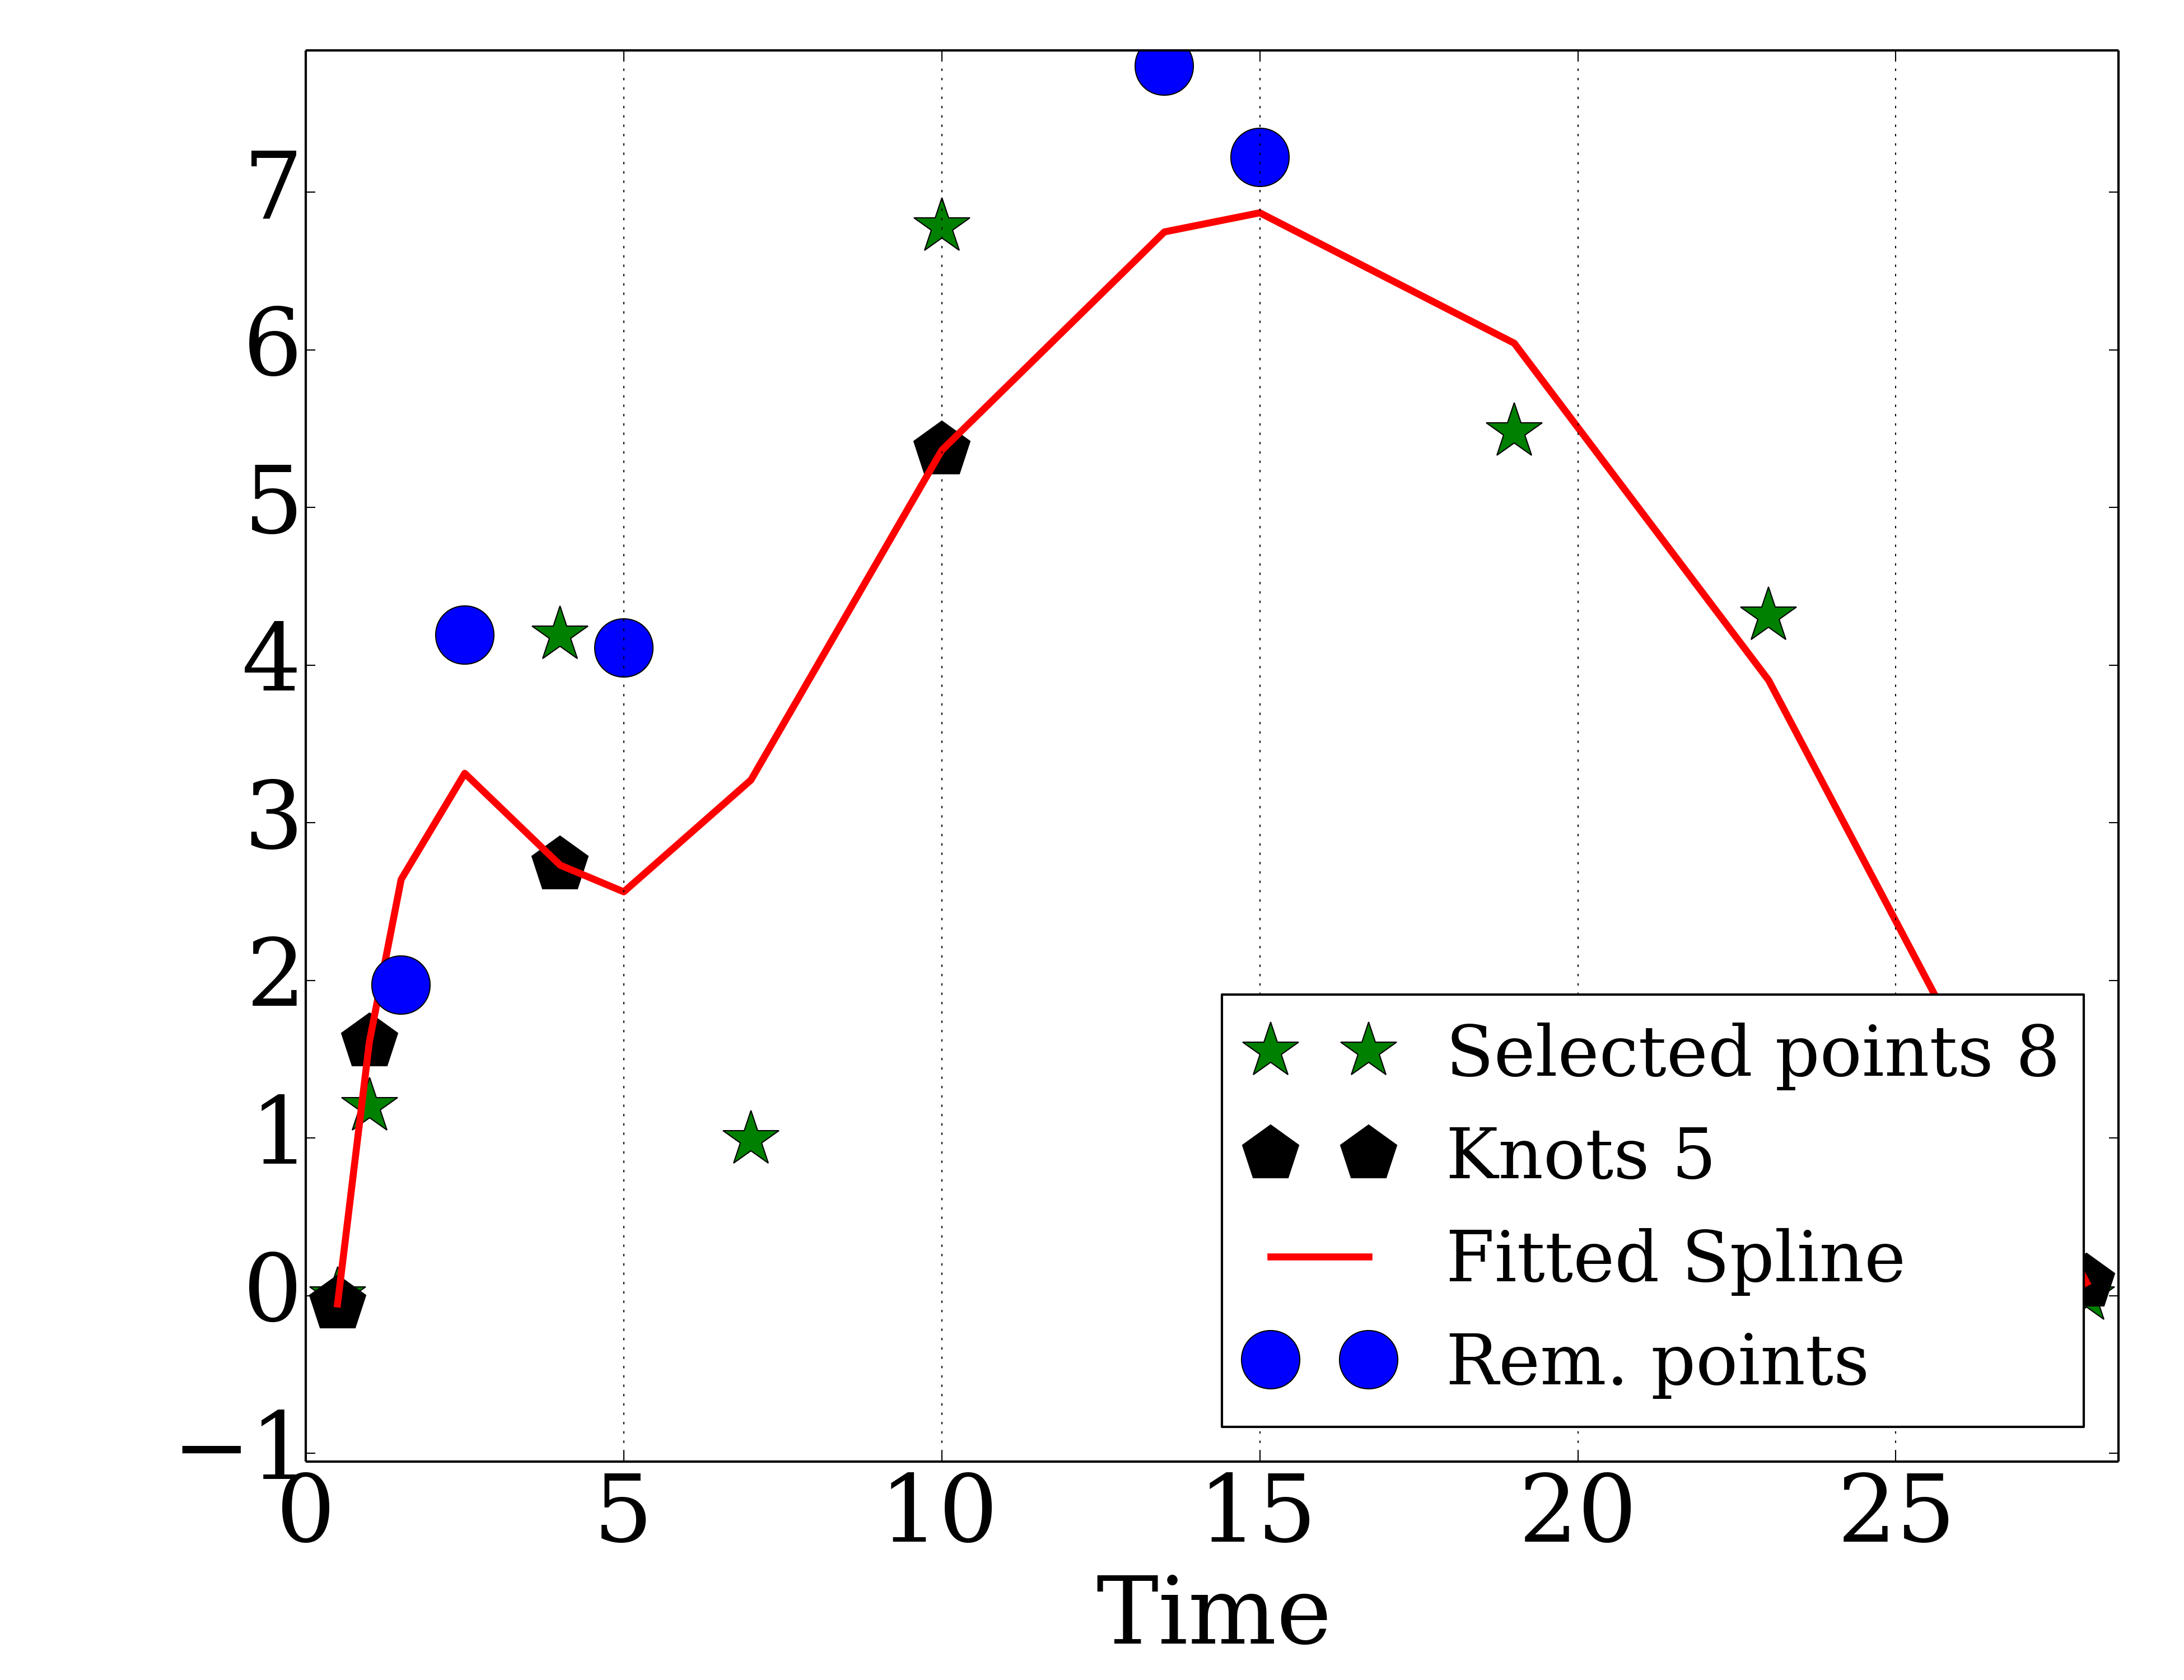 7
6
5
4
3
2
1
0
−1
0 5 10 15 20 25
Time
Selected points 8
Knots 5
Fitted Spline
Rem. points